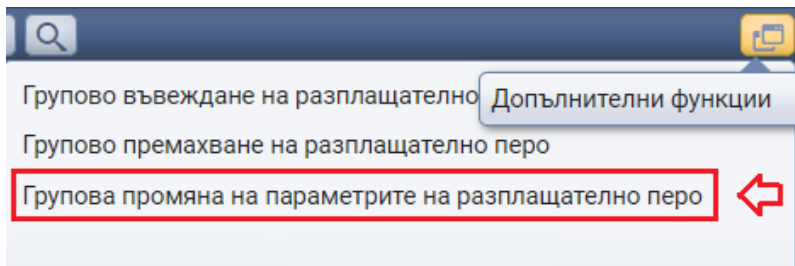 Групово въвеждане на разплащателно
Допълнителни функции
Групово премахване на разплащателно перо
Групова промяна на параметрите на разплащателно перо